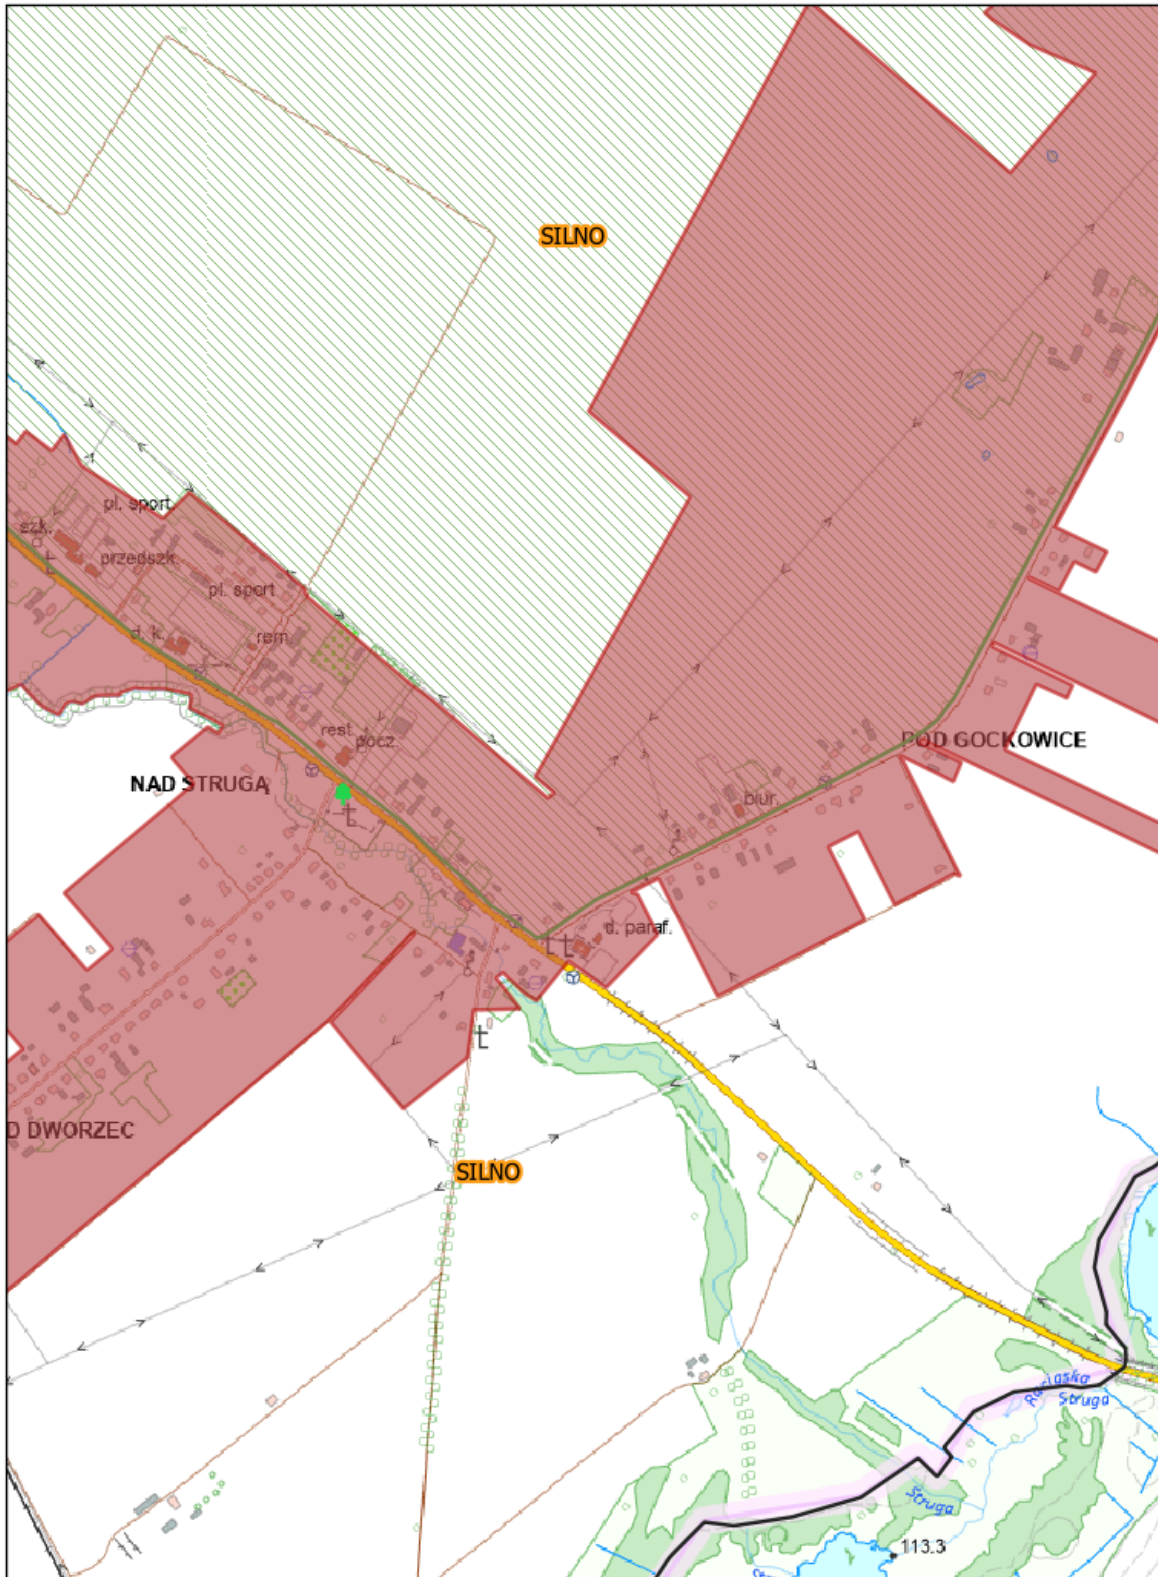 SILNO
pl. sport.
szk.
przedszk.
pl. sport
d. k.
rem.
rest.
pocz.
POD GOCKOWICE
NAD STRUGĄ
biur.
d. paraf.
D DWORZEC
SILNO
Raciąska
Struga
Struga
113.3